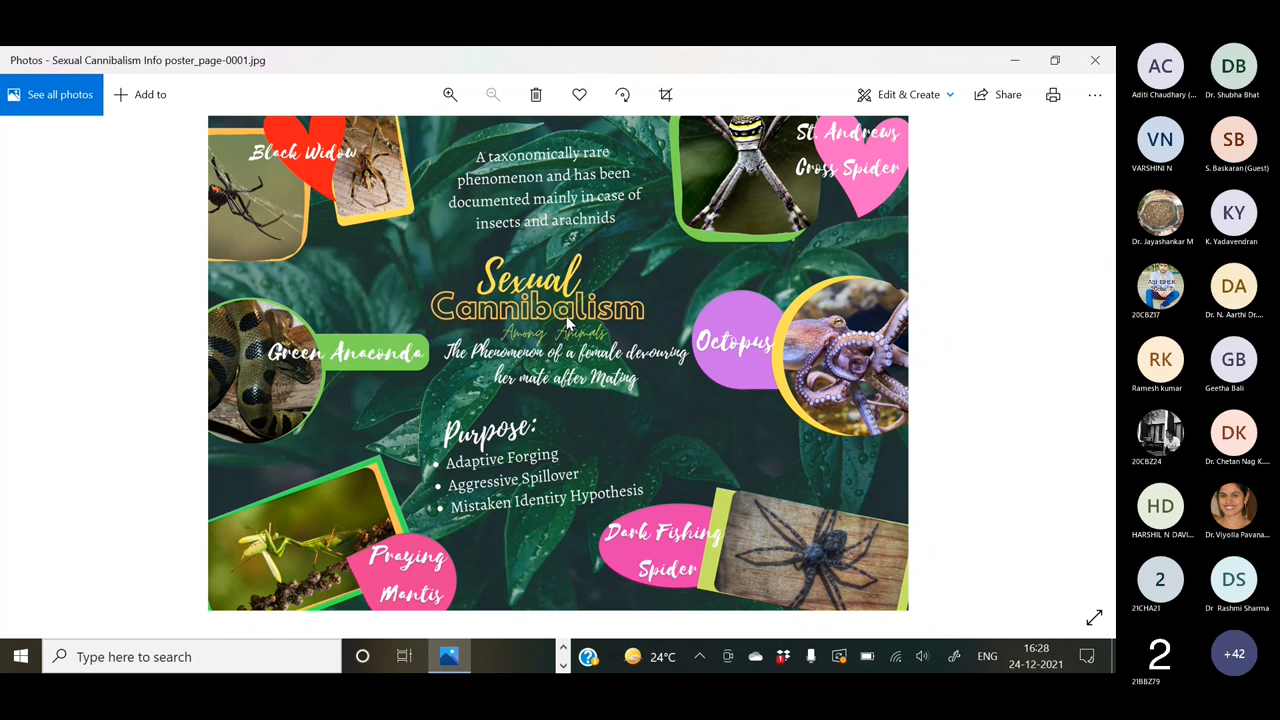 Photos - Sexual Cannibalism Info poster_page-0001.jpg
See all photos
Add to
Edit & Create
Share
Black Widow
A taxonomically rare
phenomenon and has been
documented mainly in case of
insects and arachnids
St. Andrews
Cross Spider
Sexual
Cannibalism
Among Animals
The Phenomenon of a female devouring
her mate after Mating
Green Anaconda
Octopus
Purpose:
• Adaptive Forging
• Aggressive Spillover
• Mistaken Identity Hypothesis
Praying
Mantis
Dark Fishing
Spider
Type here to search
24°C
ENG
16:28
24-12-2021
AC
Aditi Chaudhary (...
DB
Dr. Shubha Bhat
VN
VARSHINI N
SB
S. Baskaran (Guest)
Dr. Jayashankar M
KY
K. Yadavendran
20CBZ17
DA
Dr. N. Aarthi Dr....
RK
Ramesh kumar
GB
Geetha Bali
20CBZ24
DK
Dr. Chetan Nag K....
HD
HARSHIL N DAVI...
Dr. Viyolla Pavana...
2
21CHA21
DS
Dr Rashmi Sharma
2
21BBZ79
+42